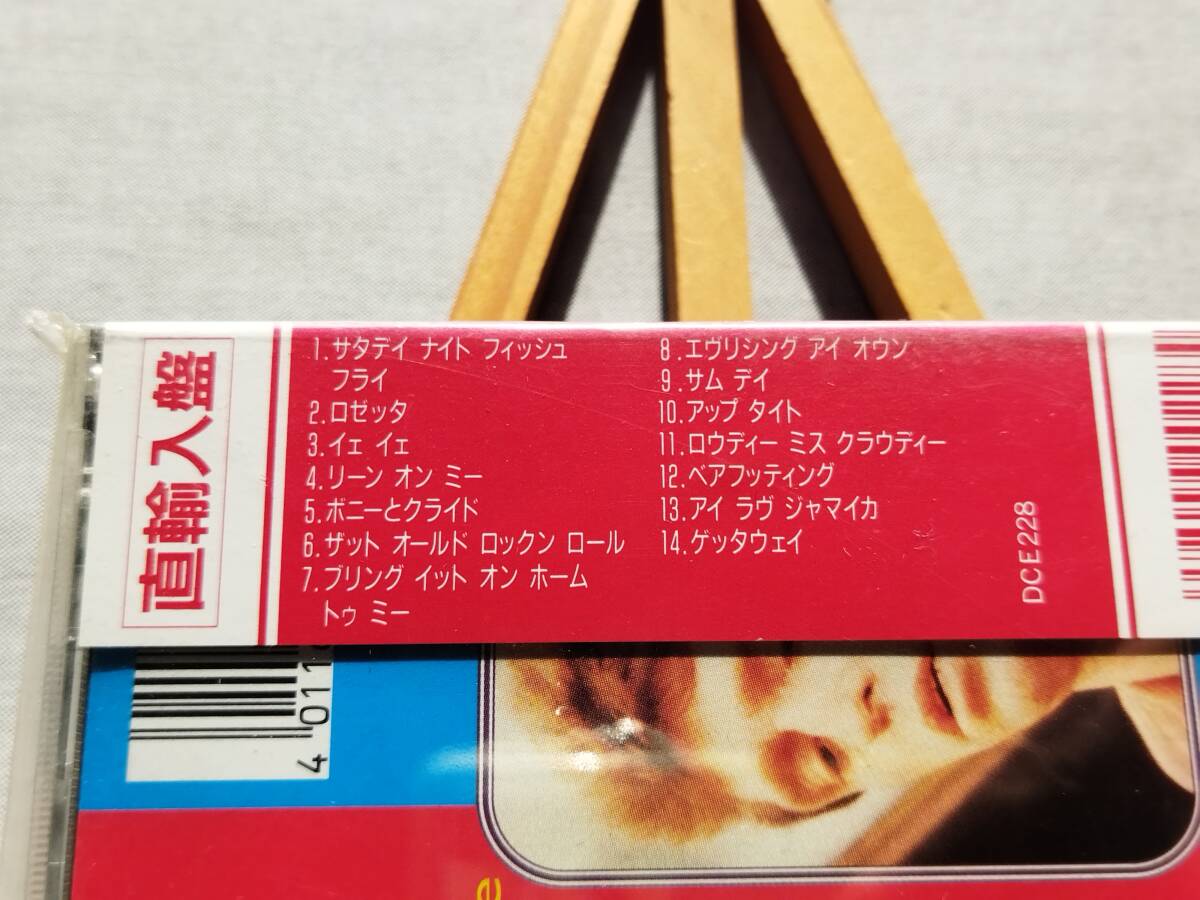 直輸入盤
1.サタデイ ナイト フィッシュ
フライ
2.ロゼッタ
3.イェ イェ
4.リーン オン ミー
5.ボニーとクライド
6.ザット オールド ロックン ロール
7.ブリング イット オン ホーム
トゥ ミー
8.エヴリシング アイ オウン
9.サム デイ
10.アップ タイト
11.ロウディー ミス クラウディー
12.ベアフッティング
13.アイ ラヴ ジャマイカ
14.ゲッタウェイ
DCE228
4 011
e